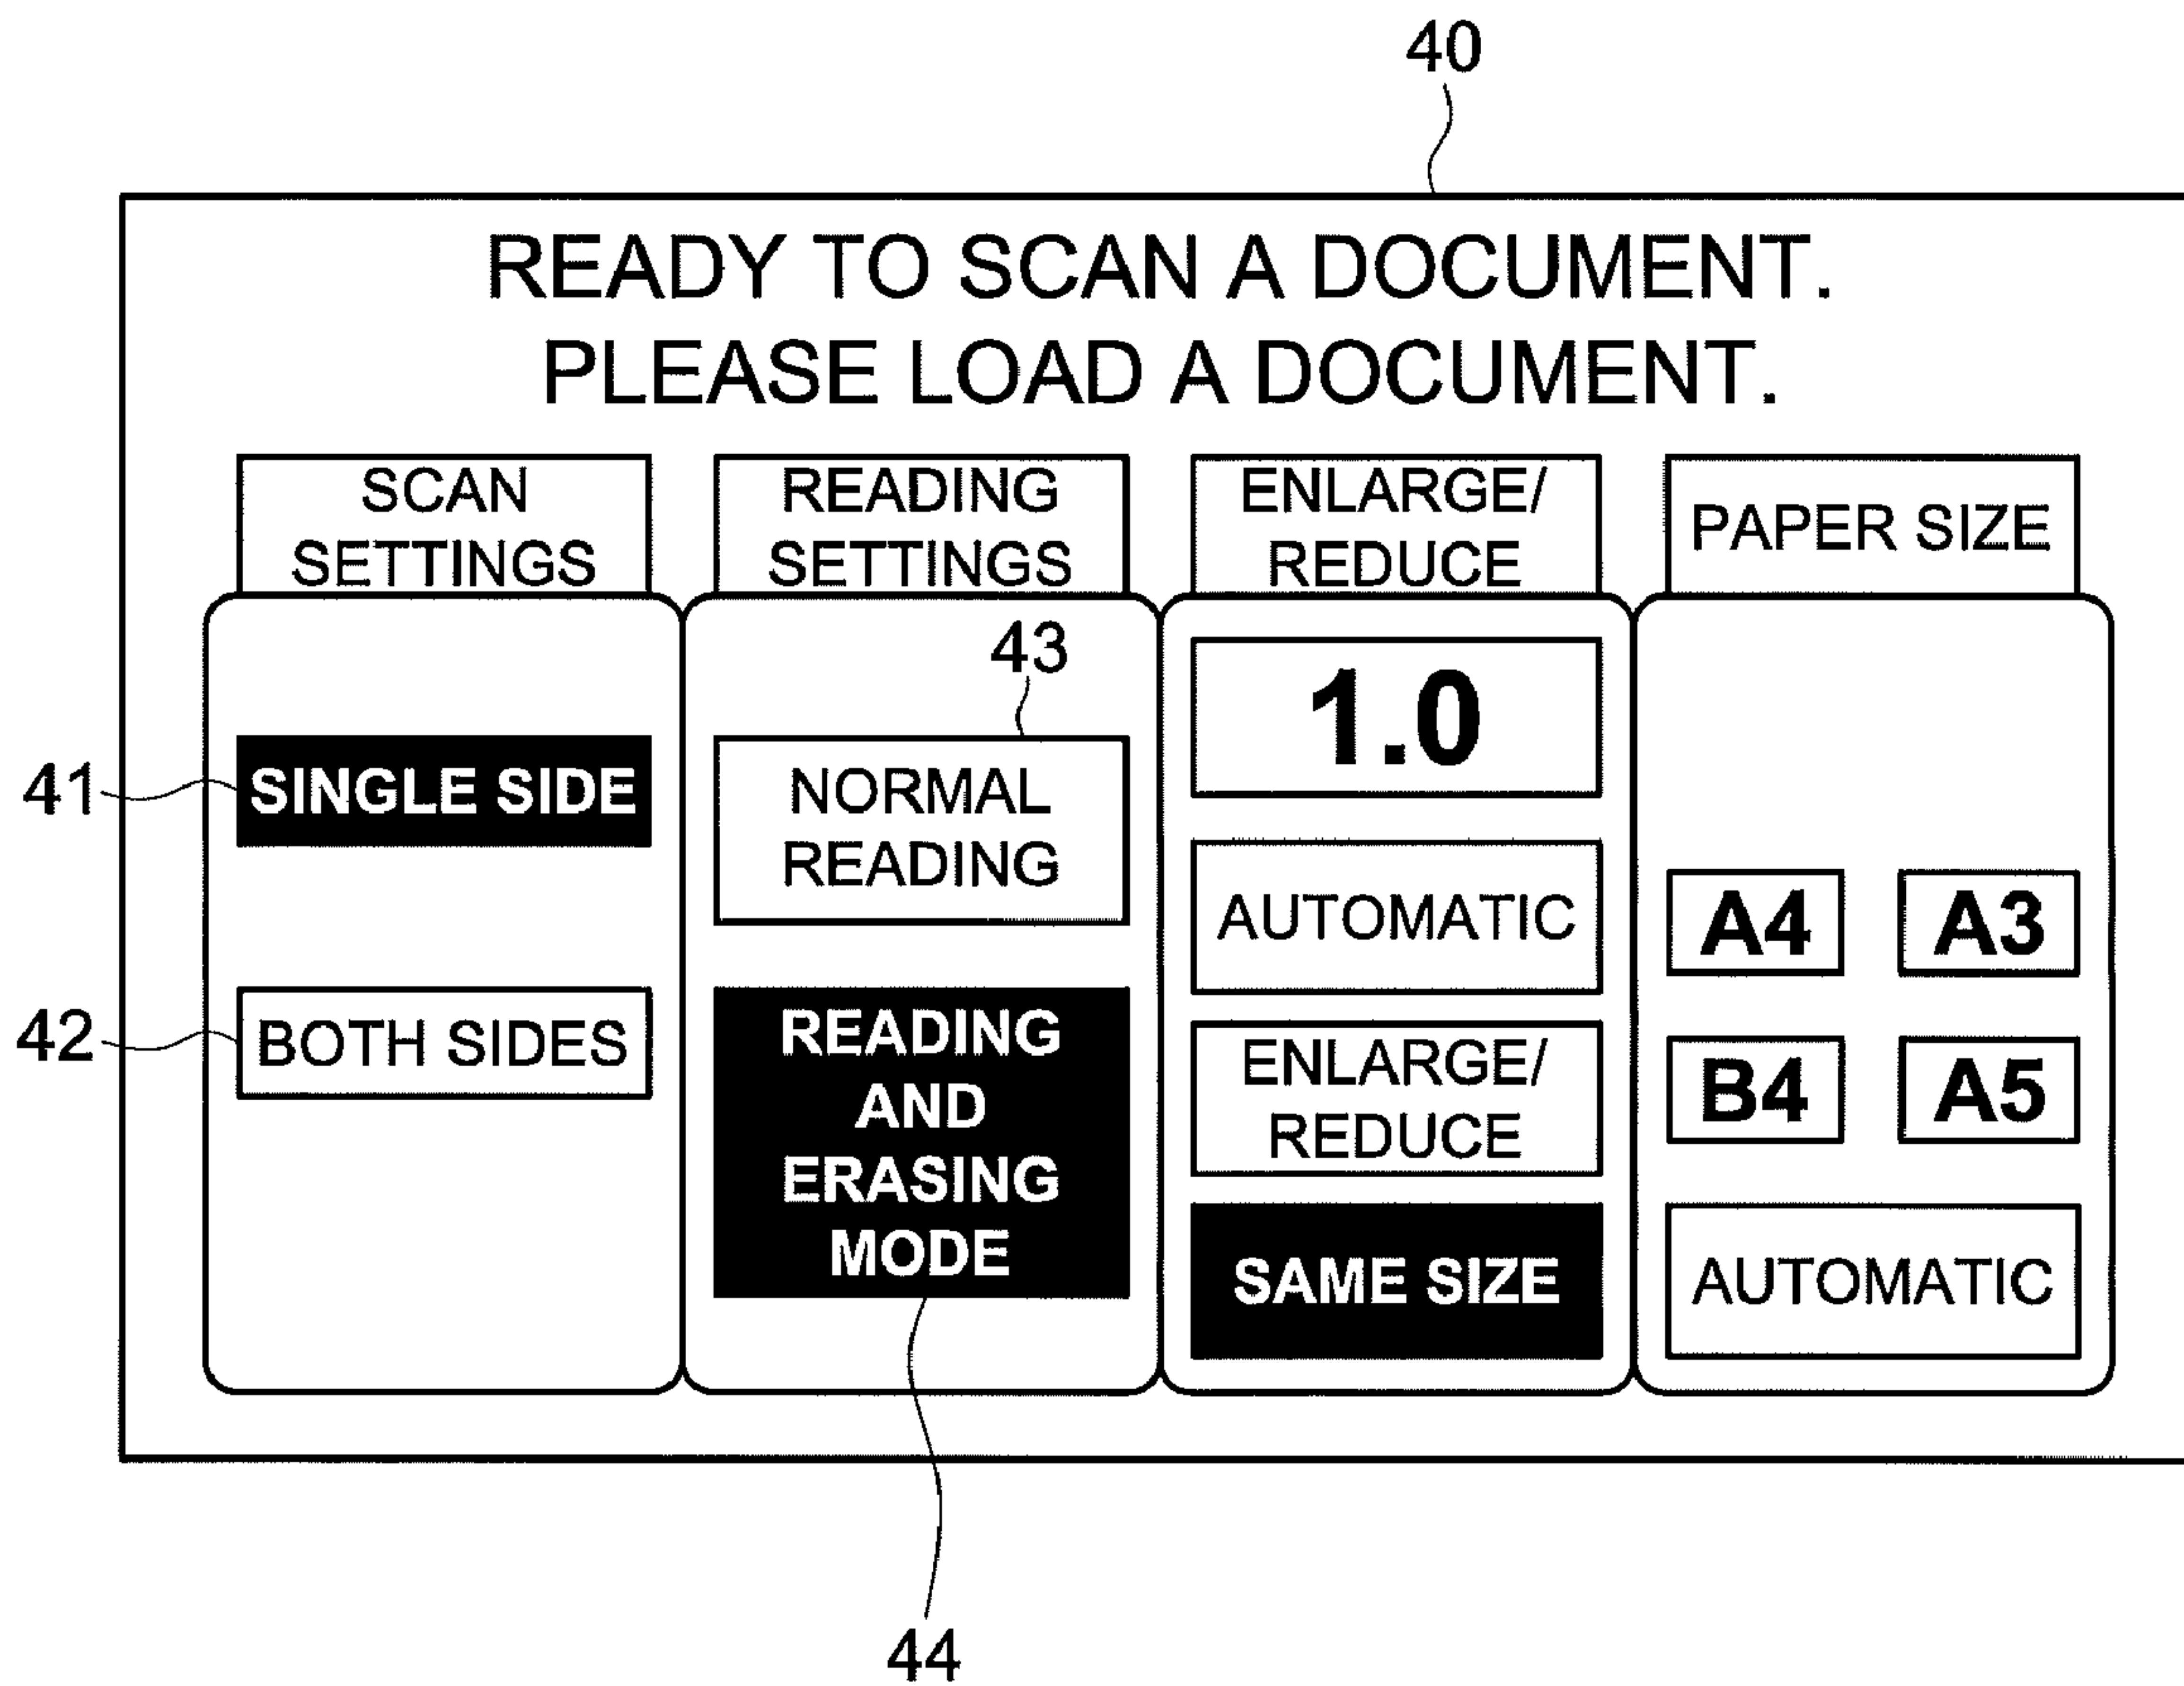 40
READY TO SCAN A DOCUMENT.
PLEASE LOAD A DOCUMENT.
SCAN
SETTINGS
41
SINGLE SIDE
42
BOTH SIDES
READING
SETTINGS
43
NORMAL
READING
READING
AND
ERASING
MODE
44
ENLARGE/
REDUCE
1.0
AUTOMATIC
ENLARGE/
REDUCE
SAME SIZE
PAPER SIZE
A4 A3
B4 A5
AUTOMATIC